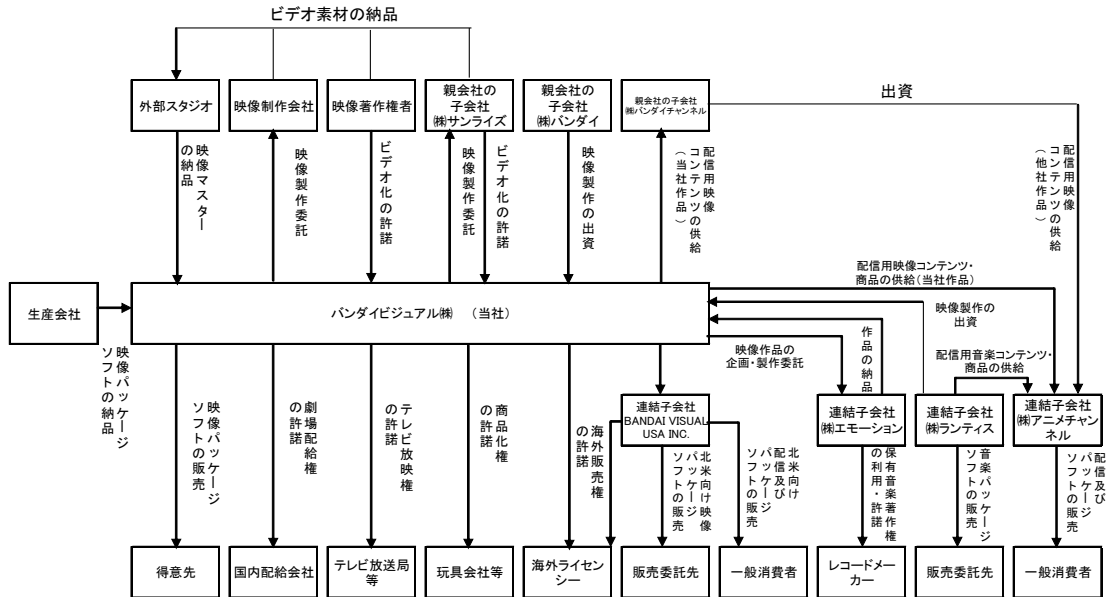 ビデオ素材の納品
出資
外部スタジオ
映像制作会社
映像著作権者
親会社の
子会社
㈱サンライズ
親会社の
子会社
㈱バンダイ
親会社の子会社
㈱バンダイチャンネル
映像マスター
の納品
映像製作委託
ビデオ化の許諾
映像製作委託
ビデオ化の許諾
映像製作の出資
配信用映像
コンテンツの供給
(当社作品)
配信用映像
コンテンツの供給
(他社作品)
配信用映像コンテンツ・
商品の供給(当社作品)
生産会社
バンダイビジュアル㈱ (当社)
映像製作の
出資
映像パッケージ
ソフトの納品
映像作品の
企画・製作委託
作品の納品
配信用音楽コンテンツ・
商品の供給
映像パッケージ
ソフトの販売
劇場配給権
の許諾
テレビ放映権
の許諾
商品化権
の許諾
海外販売権
の許諾
連結子会社
BANDAI VISUAL
USA INC.
連結子会社
㈱エモーション
連結子会社
㈱ランティス
連結子会社
㈱アニメチャン
ネル
北米向け映像
パッケージ
ソフトの販売
北米向け
配信及び
パッケージ
ソフトの販売
保有音楽著作権
の利用・許諾
音楽パッケージ
ソフトの販売
配信及び
パッケージ
ソフトの販売
得意先
国内配給会社
テレビ放送局
等
玩具会社等
海外ライセン
シー
販売委託先
一般消費者
レコードメー
カー
販売委託先
一般消費者